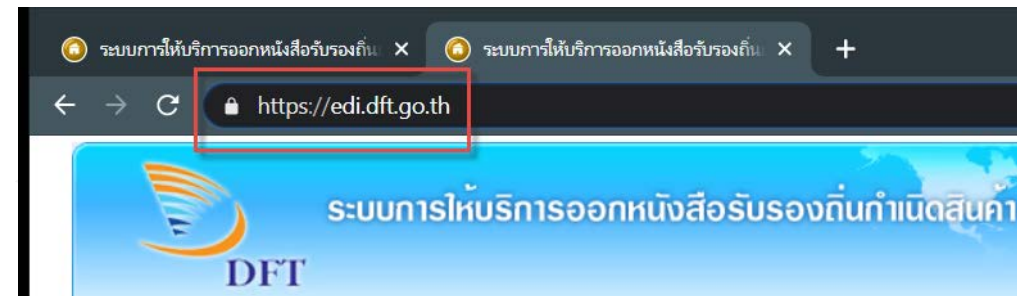 ระบบการให้บริการออกหนังสือรับรองถิ่น
ระบบการให้บริการออกหนังสือรับรองถิ่น
https://edi.dft.go.th
ระบบการให้บริการออกหนังสือรับรองถิ่นกำเนิดสินค้า
DFT